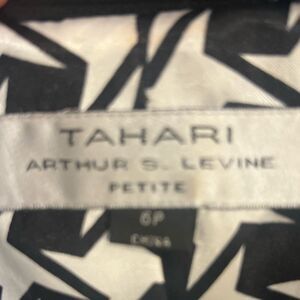 TAHARI
ARTHUR S. LEVINE
PETITE
6P
CHINA